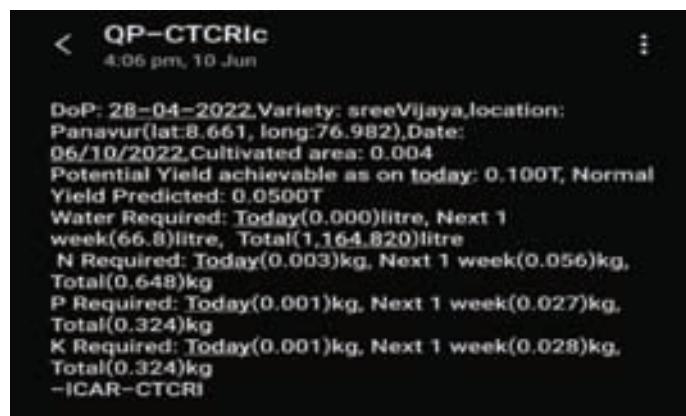 QP-CTCRIc
4:06 pm, 10 Jun
DoP: 28-04-2022,Variety: sreeVijaya,location:
Panavur(lat:8.661, long:76.982),Date:
06/10/2022,Cultivated area: 0.004
Potential Yield achievable as on today: 0.100T, Normal
Yield Predicted: 0.0500T
Water Required: Today(0.000)litre, Next 1
week(66.8)litre, Total(1,164.820)litre
N Required: Today(0.003)kg, Next 1 week(0.056)kg,
Total(0.648)kg
P Required: Today(0.001)kg, Next 1 week(0.027)kg,
Total(0.324)kg
K Required: Today(0.001)kg, Next 1 week(0.028)kg,
Total(0.324)kg
-ICAR-CTCRI